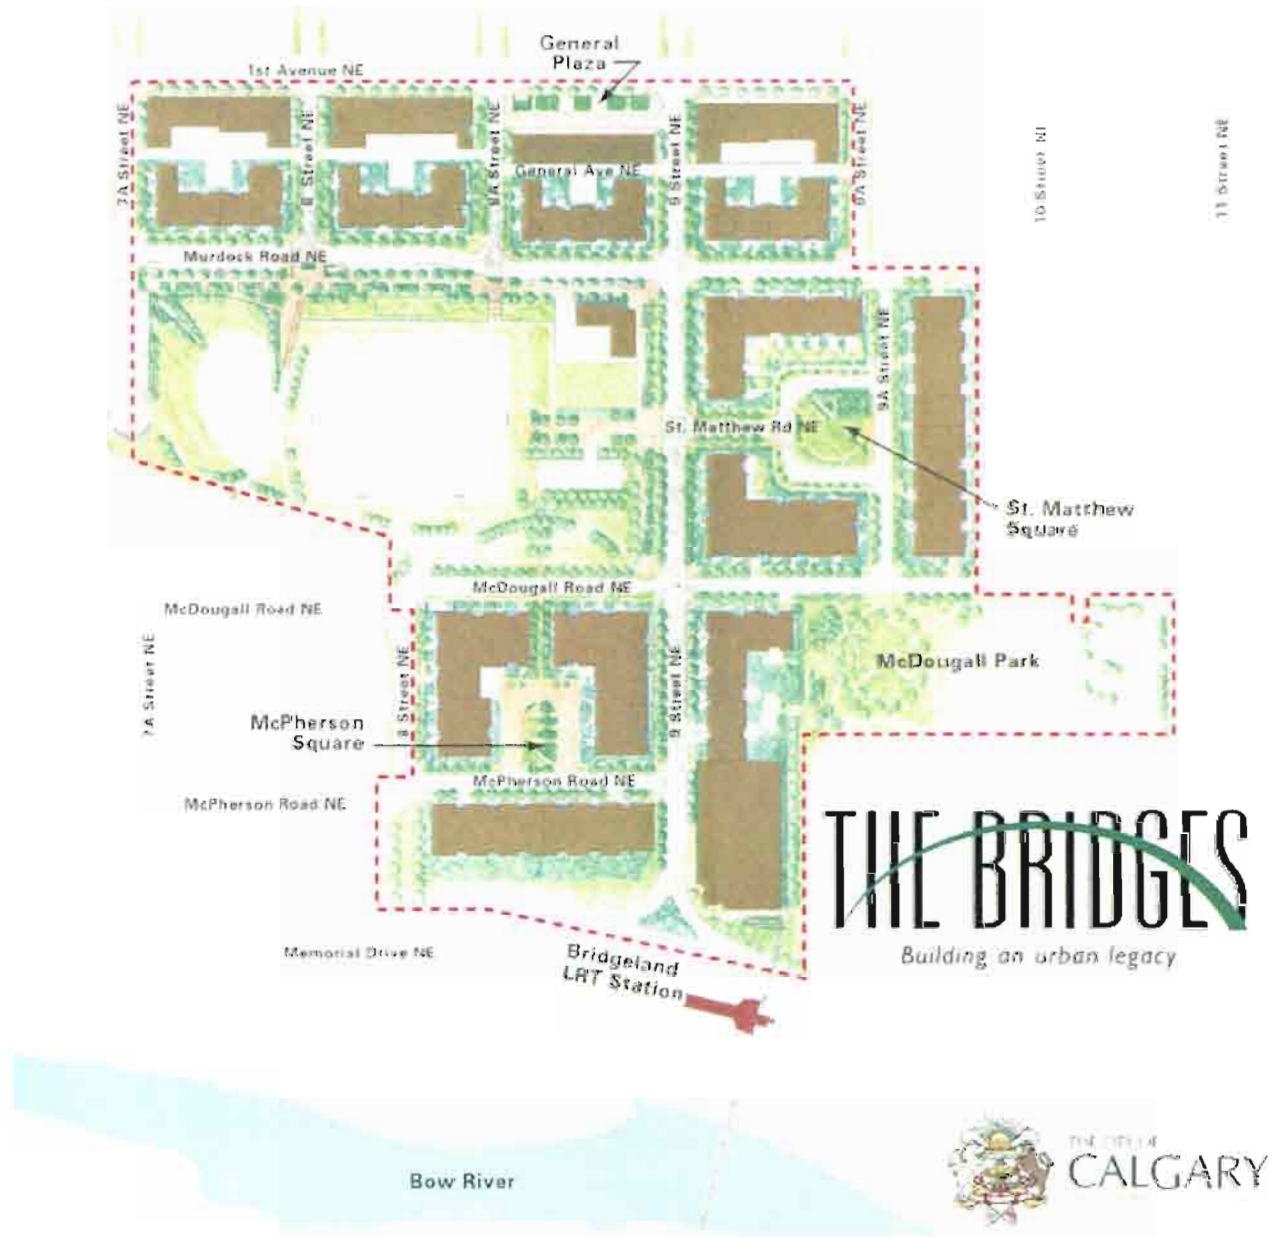 General
Plaza
1st Avenue NE
7A Street NE
8 Street NE
8A Street NE
9 Street NE
9A Street NE
10 Street NE
11 Street NE
General Ave NE
Murdock Road NE
9A Street NE
St. Matthew Rd NE
St. Matthew
Square
McDougall Road NE
McDougall Road NE
7A Street NE
8 Street NE
9 Street NE
McDougall Park
McPherson
Square
McPherson Road NE
McPherson Road NE
THE BRIDGES
Building an urban legacy
Memorial Drive NE
Bridgeland
LRT Station
Bow River
THE CITY OF
CALGARY